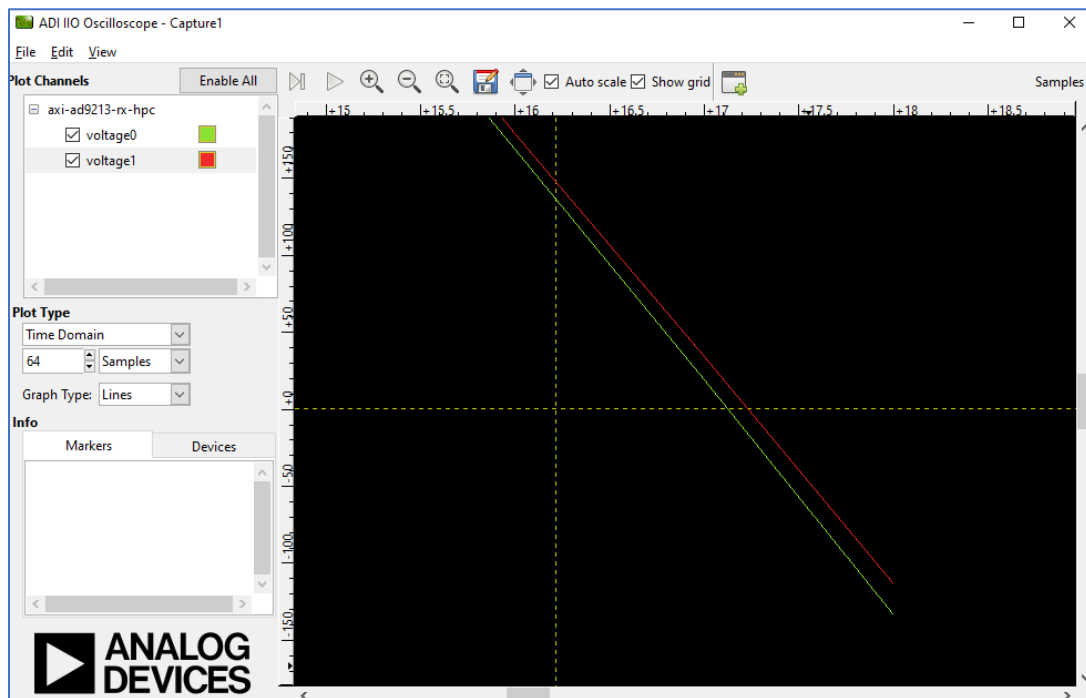 ADI IIO Oscilloscope - Capture1
File Edit View
Plot Channels Enable All Auto scale Show grid Samples
axi-ad9213-rx-hpc
voltage0
voltage1
Plot Type
Time Domain
64 Samples
Graph Type: Lines
Info
Markers Devices
ANALOG
DEVICES
+15 +15,5 +16 +16,5 +17 +17,5 +18 +18,5
+150
+100
+50
+0
-50
-100
-150